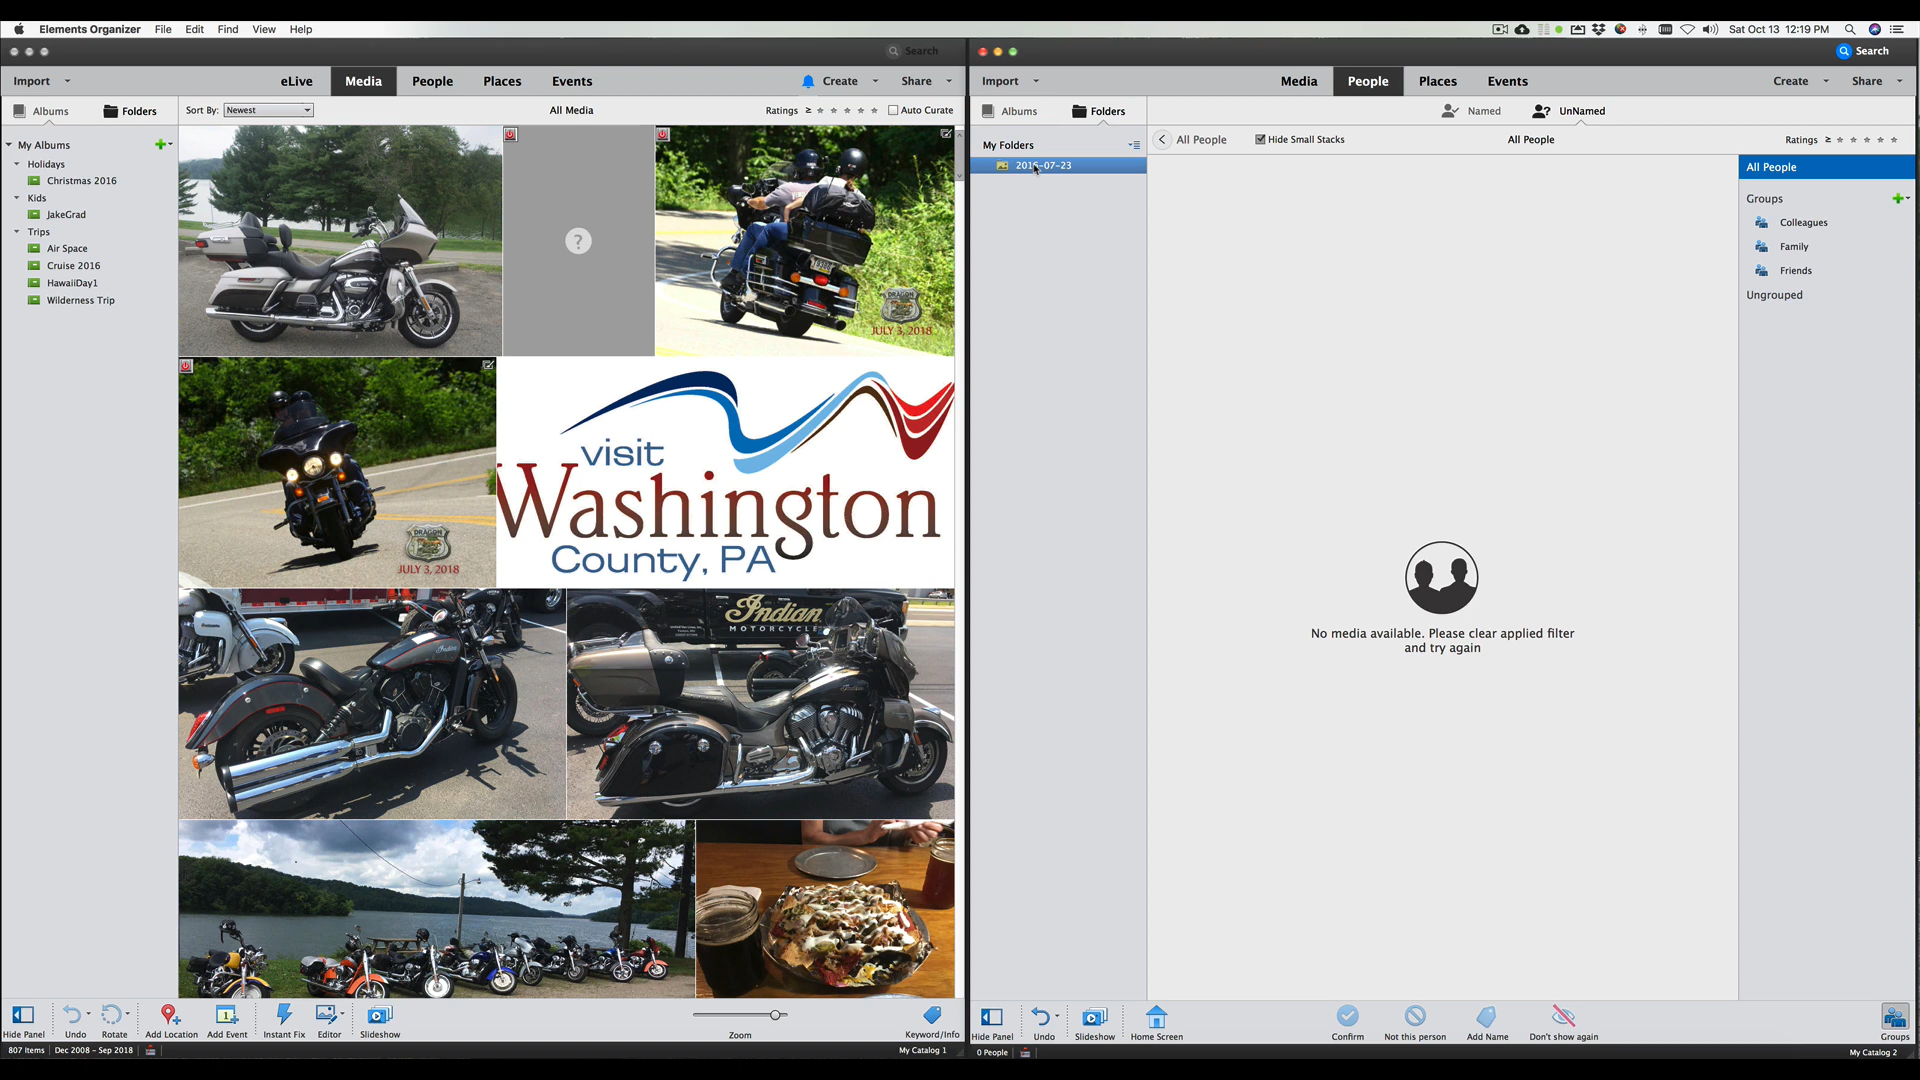 Elements Organizer File Edit View Find Help
Sat Oct 13 12:19 PM
Search
Import eLive Media People Places Events Create Share
Albums Folders
Sort By: Newest All Media Ratings ≥ Auto Curate
My Albums
Holidays
Christmas 2016
Kids
JakeGrad
Trips
Air Space
Cruise 2016
HawaiiDay1
Wilderness Trip
?
DRAGON
JULY 3, 2018
DRAGON
JULY 3, 2018
visit
Washington
County, PA
Indian
Indian
MOTORCYCLE
Hide Panel Undo Rotate Add Location Add Event Instant Fix Editor Slideshow Zoom Keyword/Info
807 Items Dec 2008 - Sep 2018 My Catalog 1
Search
Import Media People Places Events Create Share
Albums Folders Named UnNamed
My Folders
All People Hide Small Stacks All People Ratings ≥
2016-07-23
All People
Groups
Colleagues
Family
Friends
Ungrouped
No media available. Please clear applied filter
and try again
Hide Panel Undo Slideshow Home Screen Confirm Not this person Add Name Don't show again Groups
0 People My Catalog 2